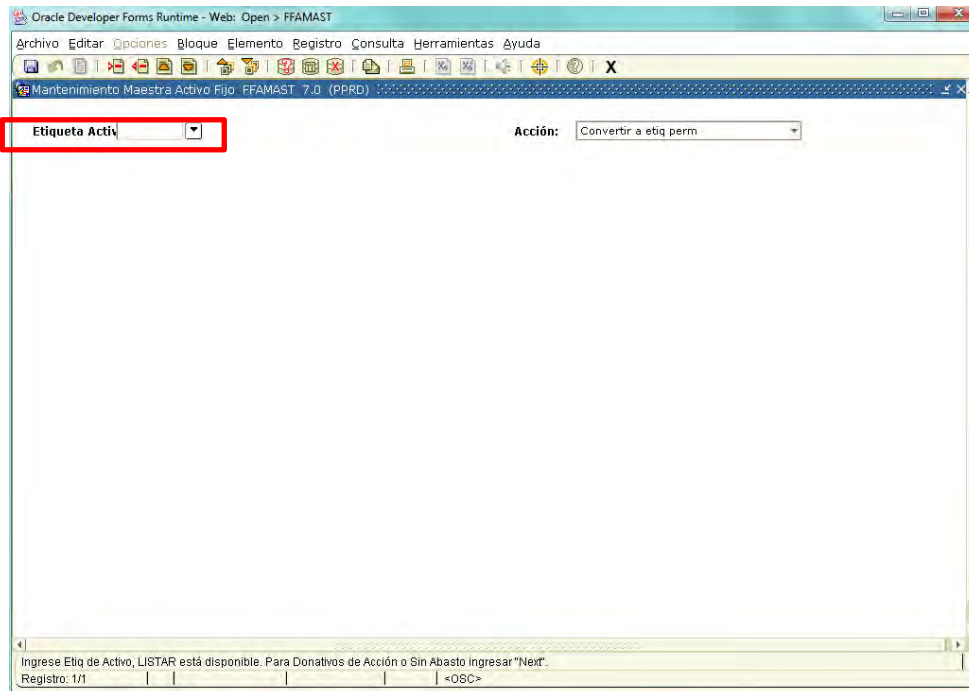 Oracle Developer Forms Runtime - Web: Open > FFAMAST
Archivo Editar Opciones Bloque Elemento Registro Consulta Herramientas Ayuda
X
Mantenimiento Maestra Activo Fijo FFAMAST 7.0 (PPRD)
Etiqueta Activ
Acción: Convertir a etiq perm
Ingrese Etiq de Activo, LISTAR está disponible. Para Donativos de Acción o Sin Abasto ingresar "Next".
Registro: 1/1 <OSC>